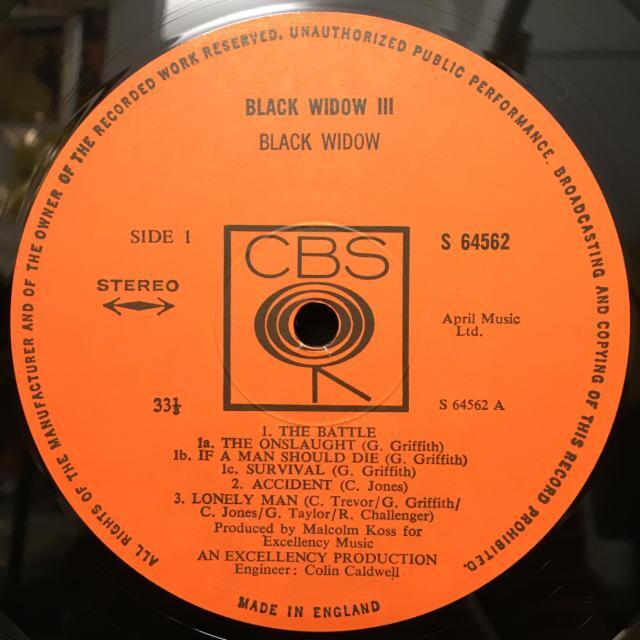 ALL RIGHTS OF THE MANUFACTURER AND OF THE OWNER OF THE RECORDED WORK RESERVED. UNAUTHORIZED PUBLIC PERFORMANCE. BROADCASTING AND COPYING OF THIS RECORD PROHIBITED.
BLACK WIDOW III
BLACK WIDOW
SIDE 1
CBS
S 64562
STEREO
April Music
Ltd.
33⅓
S 64562 A
1. THE BATTLE
1a. THE ONSLAUGHT (G. Griffith)
1b. IF A MAN SHOULD DIE (G. Griffith)
1c. SURVIVAL (G. Griffith)
2. ACCIDENT (C. Jones)
3. LONELY MAN (C. Trevor/G. Griffith/
C. Jones/G. Taylor/R. Challenger)
Produced by Malcolm Koss for
Excellency Music
AN EXCELLENCY PRODUCTION
Engineer: Colin Caldwell
MADE IN ENGLAND